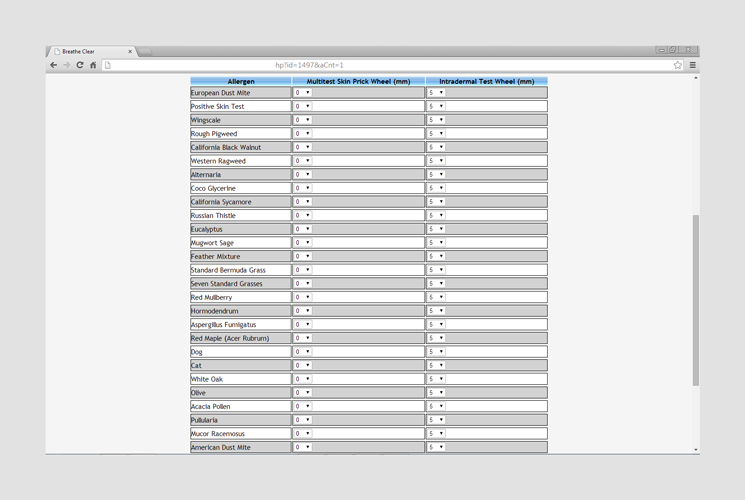 Breathe Clear
hp?id=1497&aCnt=1
Allergen Multitest Skin Prick Wheel (mm) Intradermal Test Wheel (mm)
European Dust Mite 0 5
Positive Skin Test 0 5
Wingscale 0 5
Rough Pigweed 0 5
California Black Walnut 0 5
Western Ragweed 0 5
Alternaria 0 5
Coco Glycerine 0 5
California Sycamore 0 5
Russian Thistle 0 5
Eucalyptus 0 5
Mugwort Sage 0 5
Feather Mixture 0 5
Standard Bermuda Grass 0 5
Seven Standard Grasses 0 5
Red Mullberry 0 5
Hormodendrum 0 5
Aspergillus Fumigatus 0 5
Red Maple (Acer Rubrum) 0 5
Dog 0 5
Cat 0 5
White Oak 0 5
Olive 0 5
Acacia Pollen 0 5
Pullularia 0 5
Mucor Racemosus 0 5
American Dust Mite 0 5